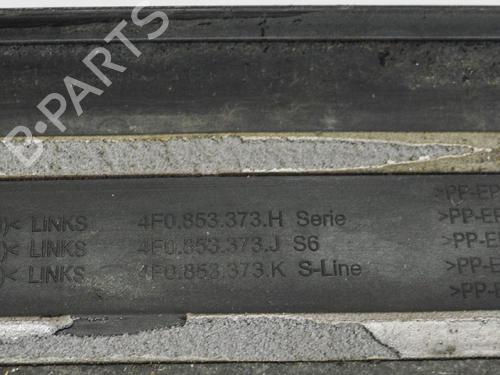 B-PARTS
>PP-E
)< LINKS 4F0.853.373.H Serie >PP-E
)< LINKS 4F0.853.373.J S6 >PP-E
)< LINKS 4F0.853.373.K S-Line >PP-E
>PP-E